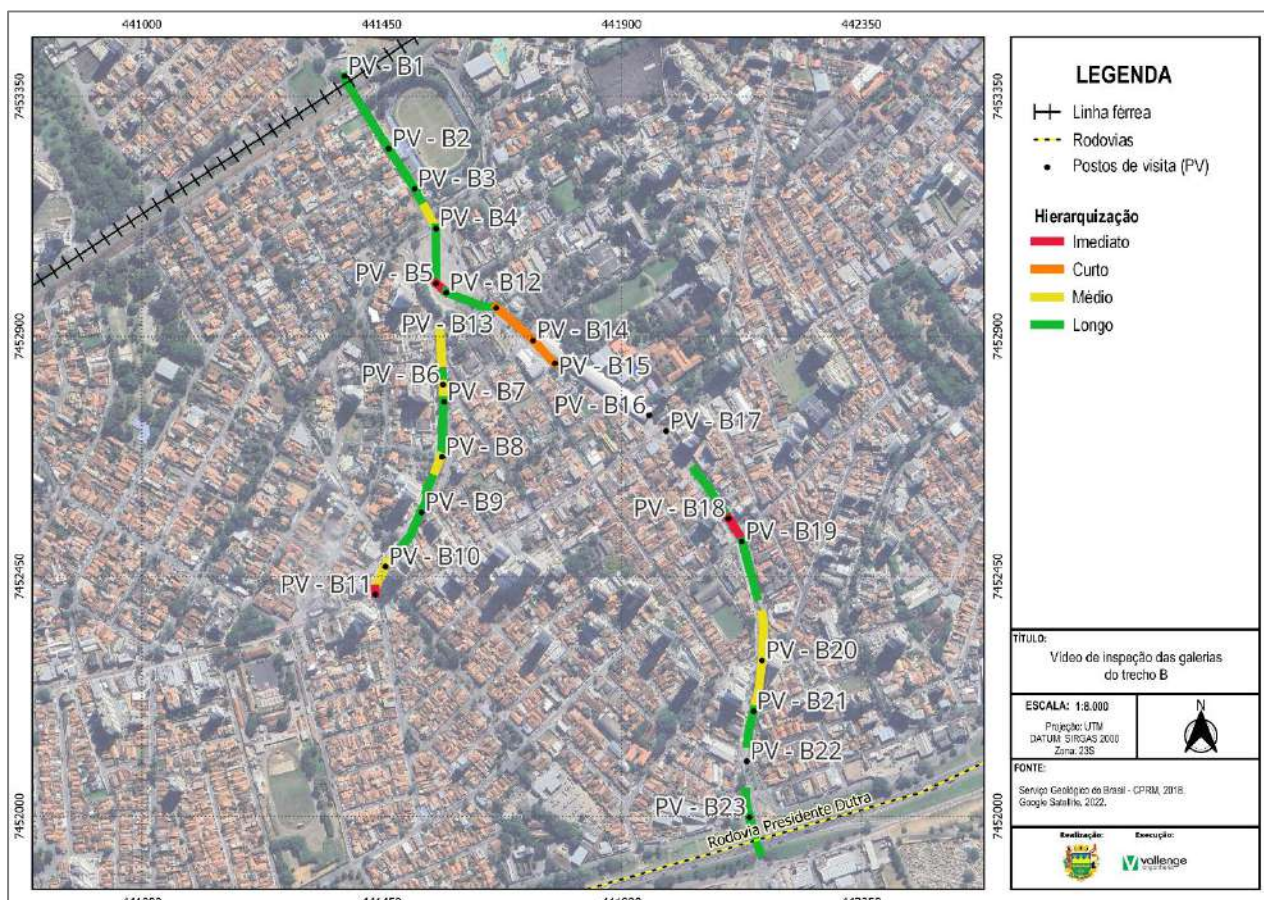 441000 441450 441900 442350
7453350
7452900
7452450
7452000
PV - B1
PV - B2
PV - B3
PV - B4
PV - B5
PV - B12
PV - B13
PV - B14
PV - B15
PV - B6
PV - B7
PV - B16
PV - B17
PV - B8
PV - B9
PV - B18
PV - B19
PV - B10
PV - B11
PV - B20
PV - B21
PV - B22
PV - B23
Rodovia Presidente Dutra
7453350
7452900
7452450
7452000
LEGENDA
Linha férrea
Rodovias
Postos de visita (PV)
Hierarquização
Imediato
Curto
Médio
Longo
TÍTULO:
Vídeo de inspeção das galerias
do trecho B
ESCALA: 1:8.000
Projeção: UTM
DATUM: SIRGAS 2000
Zona: 23S
N
FONTE:
Serviço Geológico do Brasil - CPRM, 2018.
Google Satellite, 2022.
Realização: Execução:
vallenge